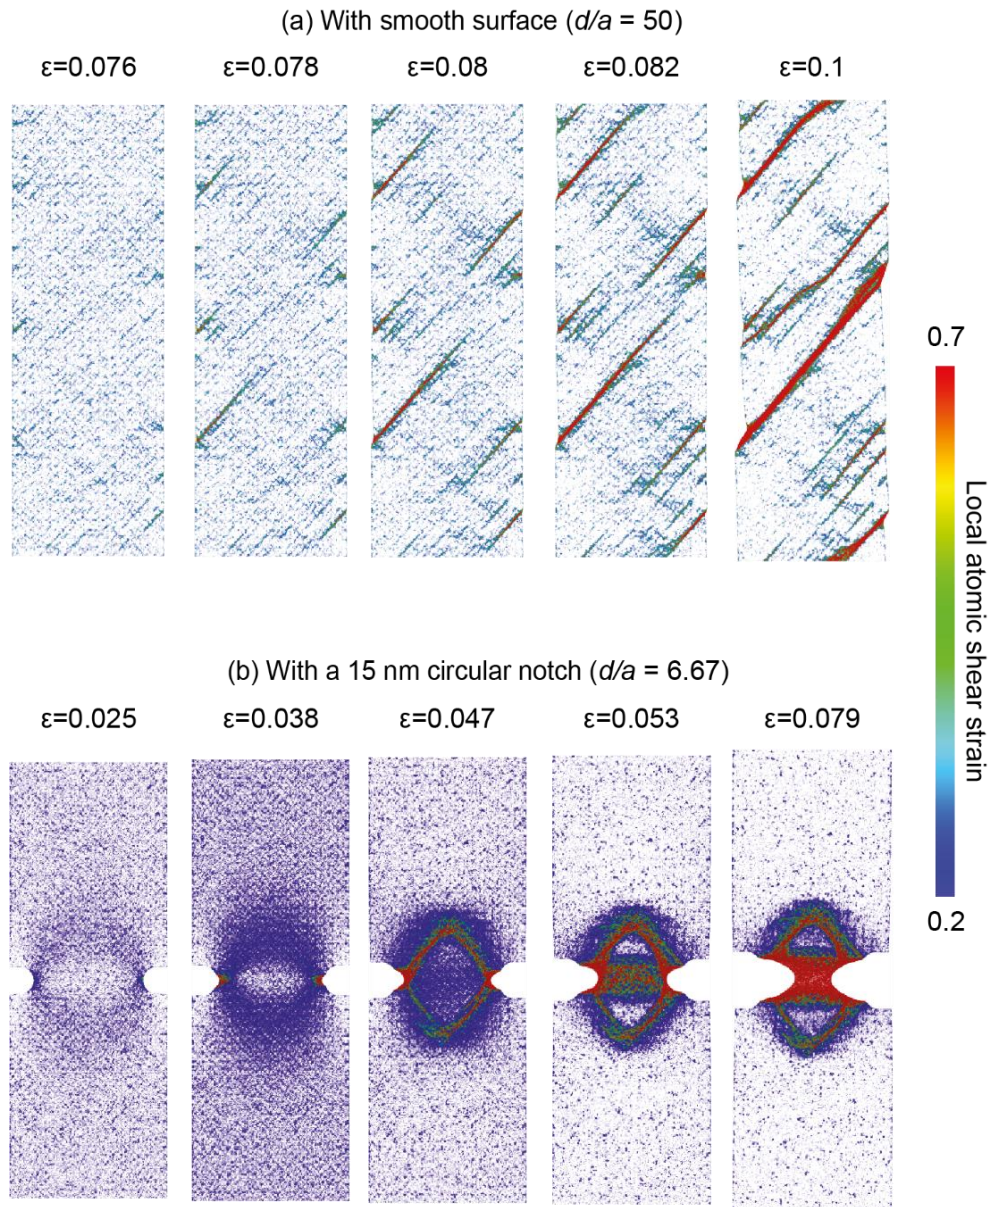 (a) With smooth surface (d/a = 50)
ε=0.076 ε=0.078 ε=0.08 ε=0.082 ε=0.1
0.7
Local atomic shear strain
0.2
(b) With a 15 nm circular notch (d/a = 6.67)
ε=0.025 ε=0.038 ε=0.047 ε=0.053 ε=0.079